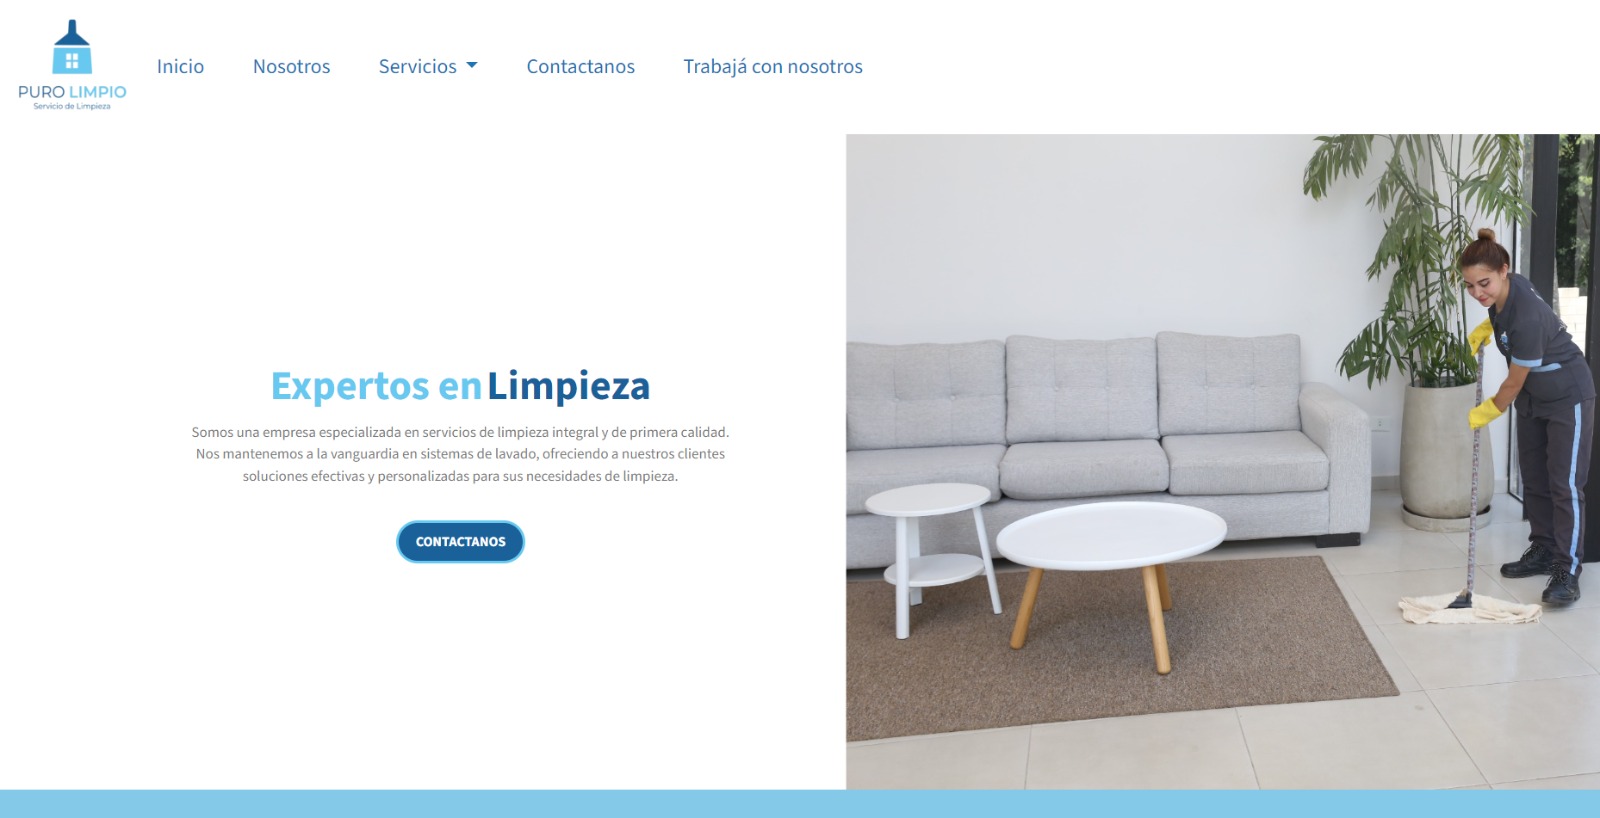 PURO LIMPIO
Servicio de Limpieza
Inicio
Nosotros
Servicios
Contactanos
Trabajá con nosotros
Expertos en Limpieza
Somos una empresa especializada en servicios de limpieza integral y de primera calidad.
Nos mantenemos a la vanguardia en sistemas de lavado, ofreciendo a nuestros clientes
soluciones efectivas y personalizadas para sus necesidades de limpieza.
CONTACTANOS